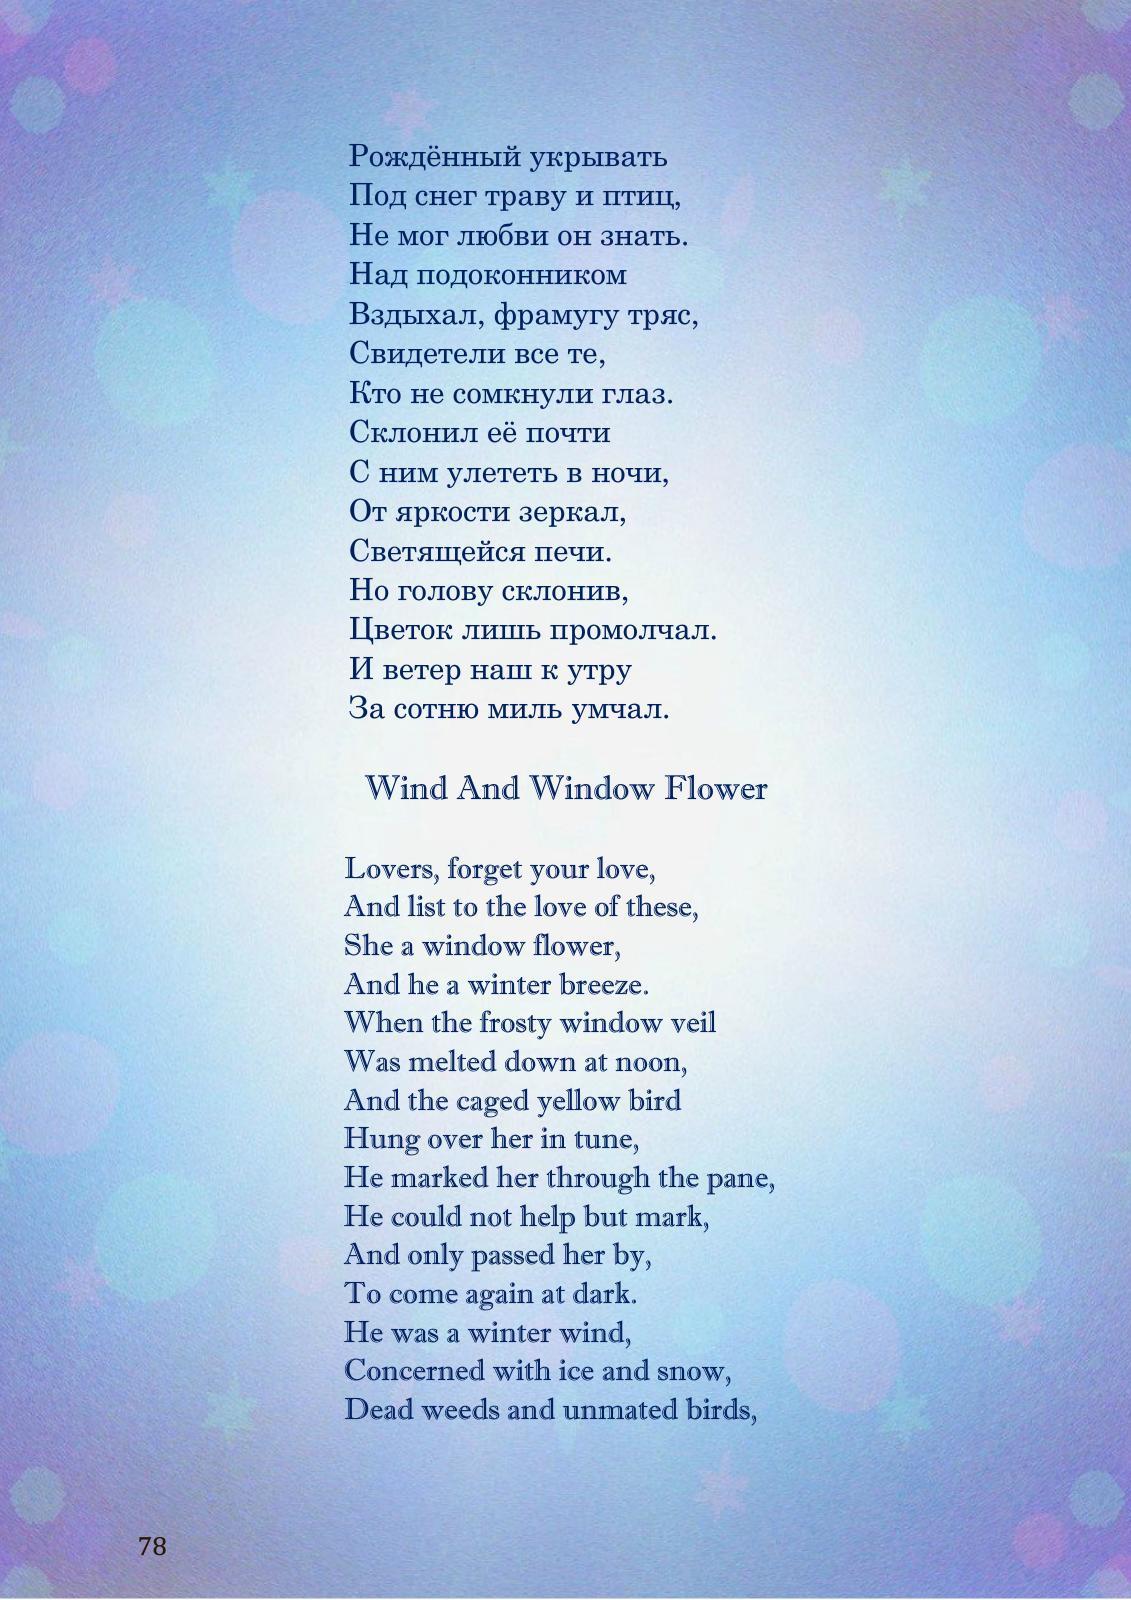 Рождённый укрывать
Под снег траву и птиц,
Не мог любви он знать.
Над подоконником
Вздыхал, фрамугу тряс,
Свидетели все те,
Кто не сомкнули глаз.
Склонил её почти
С ним улететь в ночи,
От яркости зеркал,
Светящейся печи.
Но голову склонив,
Цветок лишь промолчал.
И ветер наш к утру
За сотню миль умчал.
Wind And Window Flower
Lovers, forget your love,
And list to the love of these,
She a window flower,
And he a winter breeze.
When the frosty window veil
Was melted down at noon,
And the caged yellow bird
Hung over her in tune,
He marked her through the pane,
He could not help but mark,
And only passed her by,
To come again at dark.
He was a winter wind,
Concerned with ice and snow,
Dead weeds and unmated birds,
78